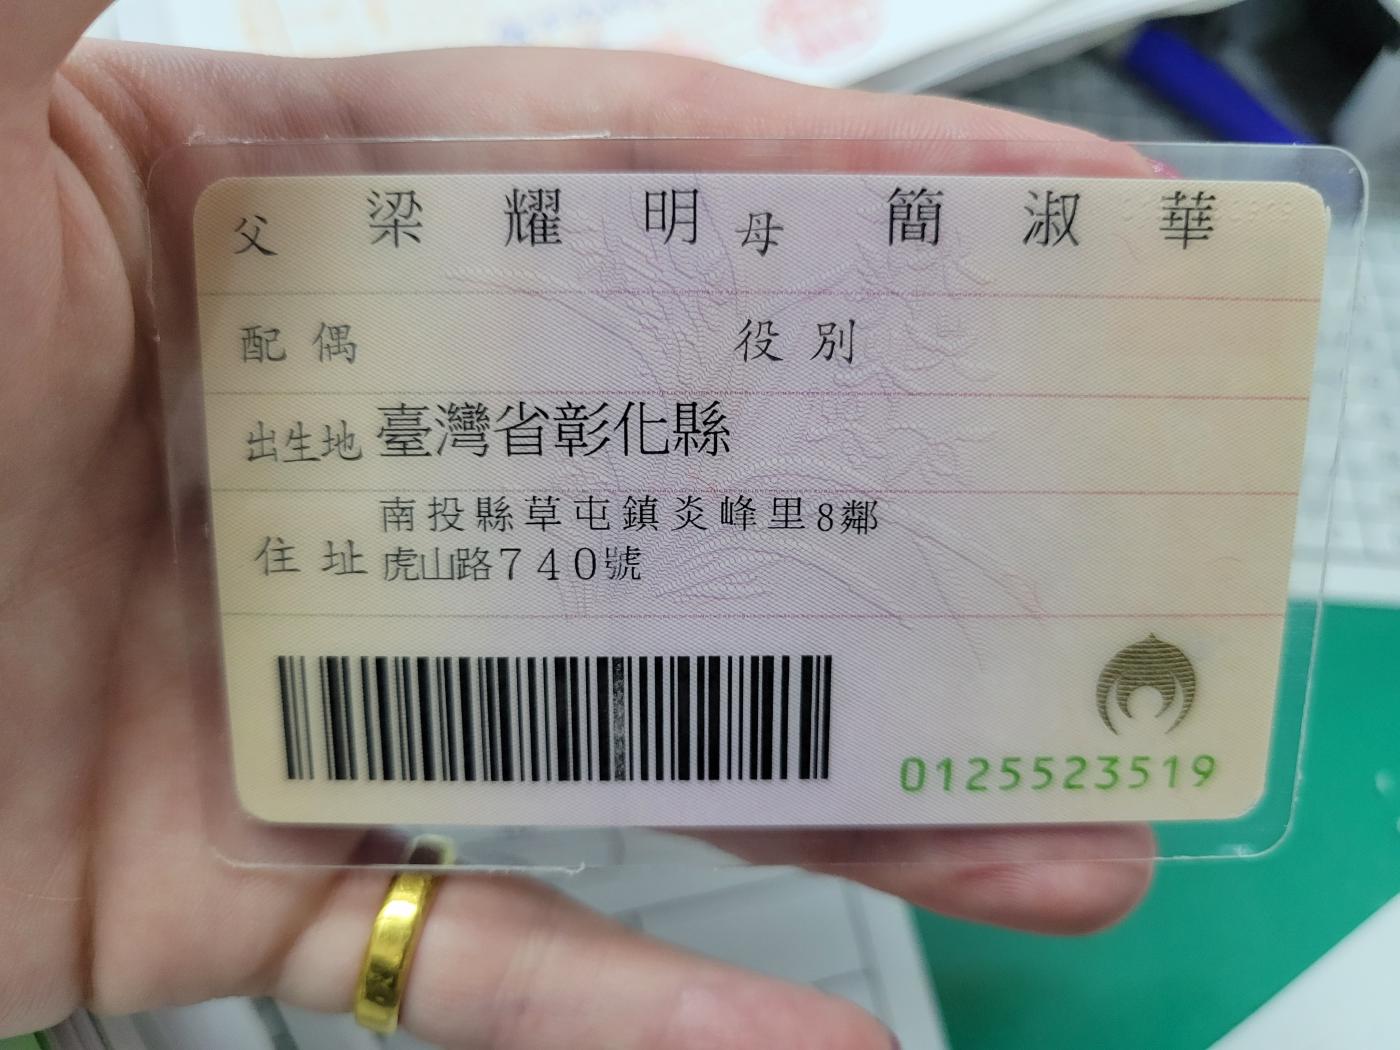 父 梁耀明 母 簡淑華
配偶 役別
出生地 臺灣省彰化縣
住址 南投縣草屯鎮炎峰里8鄰
虎山路740號
0125523519